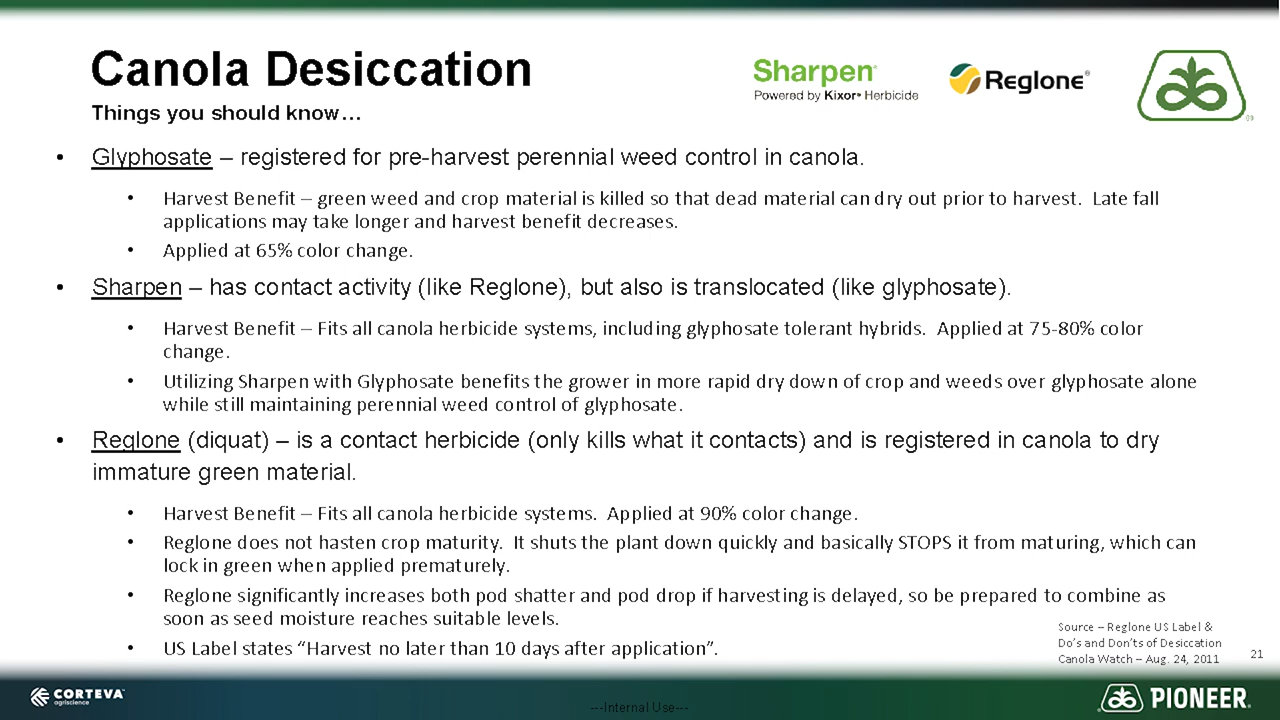 Canola Desiccation
Things you should know…
Sharpen®
Powered by Kixor® Herbicide
Reglone®
• Glyphosate – registered for pre-harvest perennial weed control in canola.
• Harvest Benefit – green weed and crop material is killed so that dead material can dry out prior to harvest.  Late fall
applications may take longer and harvest benefit decreases.
• Applied at 65% color change.
• Sharpen – has contact activity (like Reglone), but also is translocated (like glyphosate).
• Harvest Benefit – Fits all canola herbicide systems, including glyphosate tolerant hybrids.  Applied at 75-80% color
change.
• Utilizing Sharpen with Glyphosate benefits the grower in more rapid dry down of crop and weeds over glyphosate alone
while still maintaining perennial weed control of glyphosate.
• Reglone (diquat) – is a contact herbicide (only kills what it contacts) and is registered in canola to dry
immature green material.
• Harvest Benefit – Fits all canola herbicide systems.  Applied at 90% color change.
• Reglone does not hasten crop maturity.  It shuts the plant down quickly and basically STOPS it from maturing, which can
lock in green when applied prematurely.
• Reglone significantly increases both pod shatter and pod drop if harvesting is delayed, so be prepared to combine as
soon as seed moisture reaches suitable levels.
• US Label states “Harvest no later than 10 days after application”.
Source – Reglone US Label &
Do’s and Don’ts of Desiccation
Canola Watch – Aug. 24, 2011
21
CORTEVA™
agriscience
---Internal Use---
PIONEER®